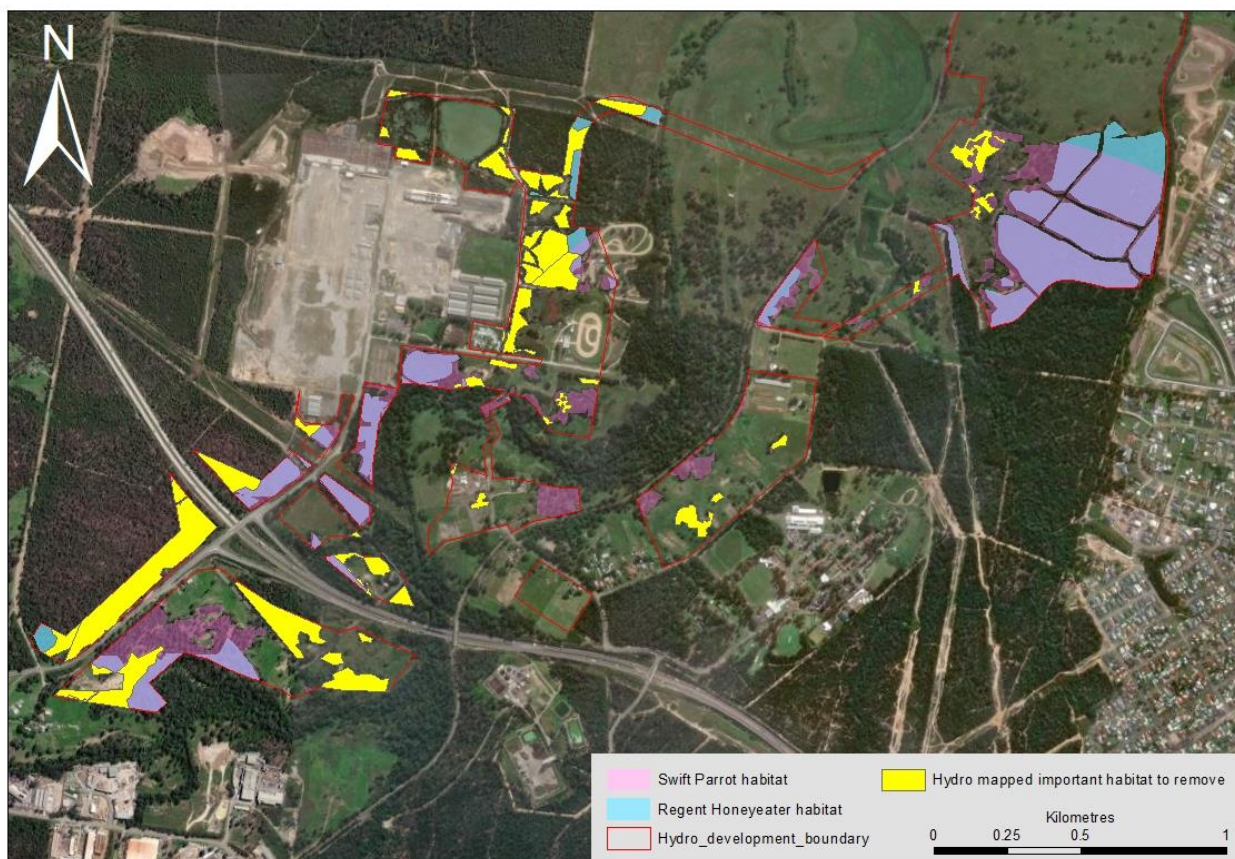 N
Swift Parrot habitat
Regent Honeyeater habitat
Hydro_development_boundary
Hydro mapped important habitat to remove
Kilometres
0 0.25 0.5 1